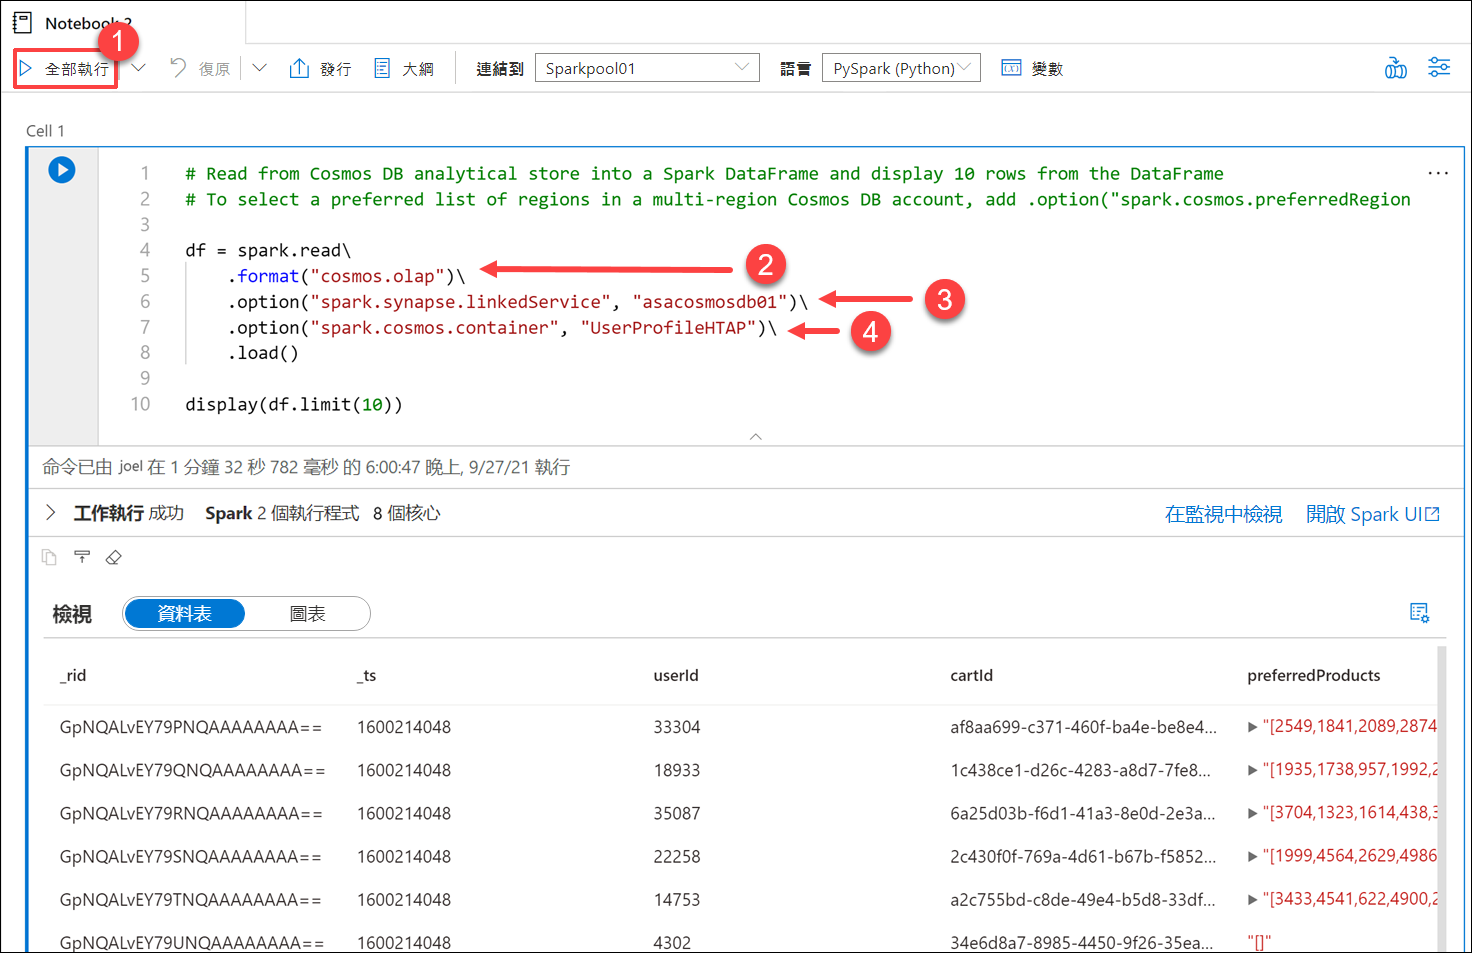 Notebook 2
1
全部執行 復原 發行 大綱 連結到 Sparkpool01 語言 PySpark (Python) 變數
Cell 1
1 # Read from Cosmos DB analytical store into a Spark DataFrame and display 10 rows from the DataFrame
2 # To select a preferred list of regions in a multi-region Cosmos DB account, add .option("spark.cosmos.preferredRegion
3
4 df = spark.read\
5 .format("cosmos.olap")\ 2
6 .option("spark.synapse.linkedService", "asacosmosdb01")\ 3
7 .option("spark.cosmos.container", "UserProfileHTAP")\ 4
8 .load()
9
10 display(df.limit(10))
命令已由 joel 在 1 分鐘 32 秒 782 毫秒 的 6:00:47 晚上, 9/27/21 執行
工作執行 成功 Spark 2 個執行程式 8 個核心 在監視中檢視 開啟 Spark UI
檢視 資料表 圖表
_rid _ts userId cartId preferredProducts
GpNQALvEY79PNQAAAAAAAA== 1600214048 33304 af8aa699-c371-460f-ba4e-be8e4... "[2549,1841,2089,2874
GpNQALvEY79QNQAAAAAAAA== 1600214048 18933 1c438ce1-d26c-4283-a8d7-7fe8... "[1935,1738,957,1992,2
GpNQALvEY79RNQAAAAAAAA== 1600214048 35087 6a25d03b-f6d1-41a3-8e0d-2e3a... "[3704,1323,1614,438,3
GpNQALvEY79SNQAAAAAAAA== 1600214048 22258 2c430f0f-769a-4d61-b67b-f5852... "[1999,4564,2629,4986
GpNQALvEY79TNQAAAAAAAA== 1600214048 14753 a2c755bd-c8de-49e4-b5d8-33df... "[3433,4541,622,4900,2
GpNQALvEY79UNQAAAAAAAA== 1600214048 4302 34e6d8a7-8985-4450-9f26-35ea... "[]"